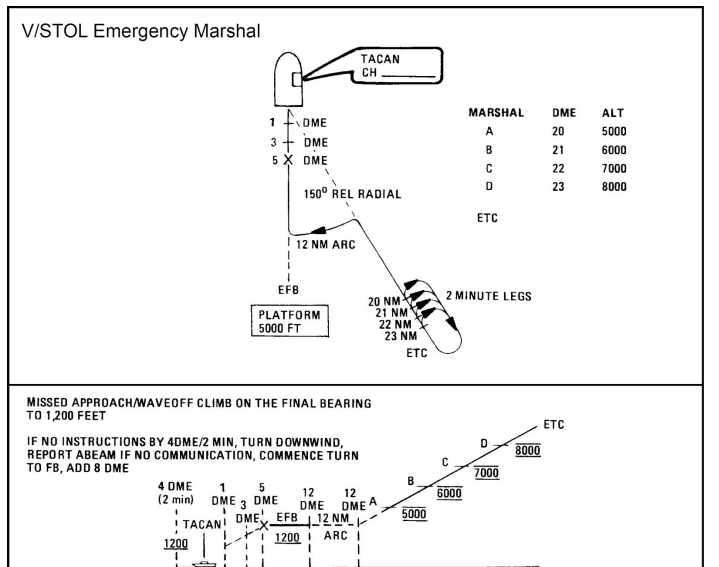 V/STOL Emergency Marshal
TACAN
CH
MARSHAL DME ALT
A 20 5000
B 21 6000
C 22 7000
D 23 8000
ETC
1 DME
3 DME
5 DME
150° REL RADIAL
12 NM ARC
EFB
PLATFORM
5000 FT
2 MINUTE LEGS
20 NM
21 NM
22 NM
23 NM
ETC
MISSED APPROACH/WAVEOFF CLIMB ON THE FINAL BEARING
TO 1,200 FEET
IF NO INSTRUCTIONS BY 4DME/2 MIN, TURN DOWNWIND,
REPORT ABEAM IF NO COMMUNICATION, COMMENCE TURN
TO FB, ADD 8 DME
ETC
D 8000
C 7000
B 6000
A 5000
4 DME
(2 min)
1 DME
3 DME
5 DME
12 DME
12 DME
TACAN
EFB
12 NM
ARC
1200
1200